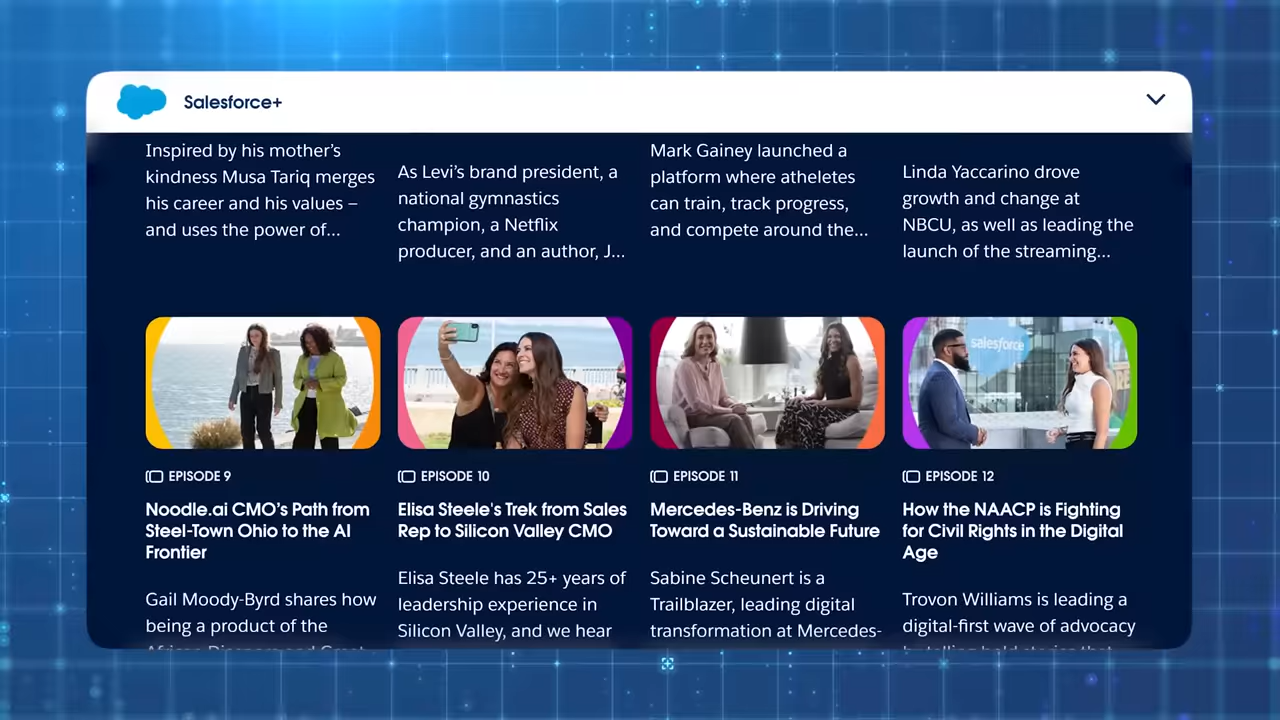 Salesforce+
Inspired by his mother's
kindness Musa Tariq merges
his career and his values –
and uses the power of...
As Levi's brand president, a
national gymnastics
champion, a Netflix
producer, and an author, J...
Mark Gainey launched a
platform where atheletes
can train, track progress,
and compete around the...
Linda Yaccarino drove
growth and change at
NBCU, as well as leading the
launch of the streaming...
salesforce
EPISODE 9
Noodle.ai CMO's Path from
Steel-Town Ohio to the AI
Frontier
Gail Moody-Byrd shares how
being a product of the
EPISODE 10
Elisa Steele's Trek from Sales
Rep to Silicon Valley CMO
Elisa Steele has 25+ years of
leadership experience in
Silicon Valley, and we hear
EPISODE 11
Mercedes-Benz is Driving
Toward a Sustainable Future
Sabine Scheunert is a
Trailblazer, leading digital
transformation at Mercedes-
EPISODE 12
How the NAACP is Fighting
for Civil Rights in the Digital
Age
Trovon Williams is leading a
digital-first wave of advocacy